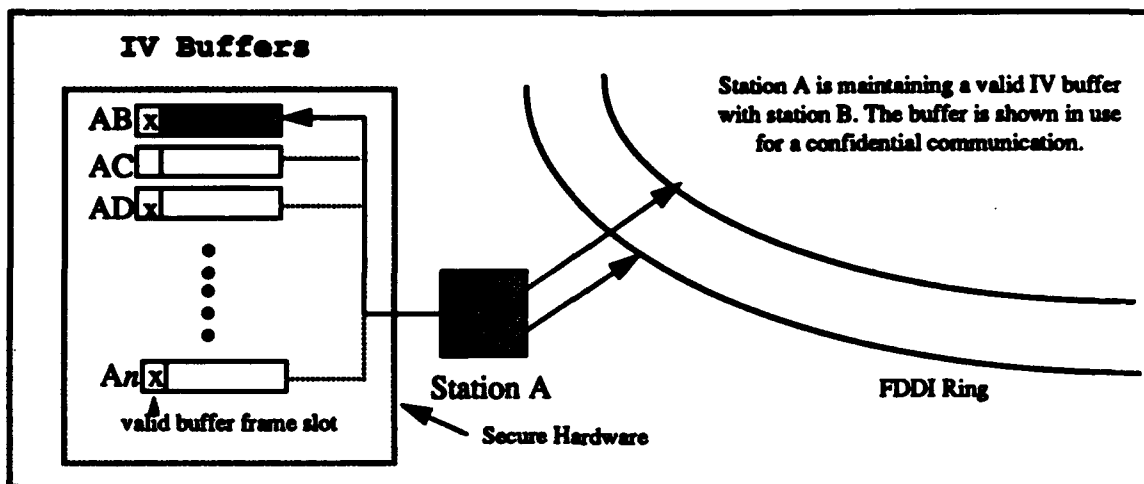 IV Buffers
Station A is maintaining a valid IV buffer
with station B. The buffer is shown in use
for a confidential communication.
AB x
AC
AD x
An x
valid buffer frame slot
Station A
Secure Hardware
FDDI Ring